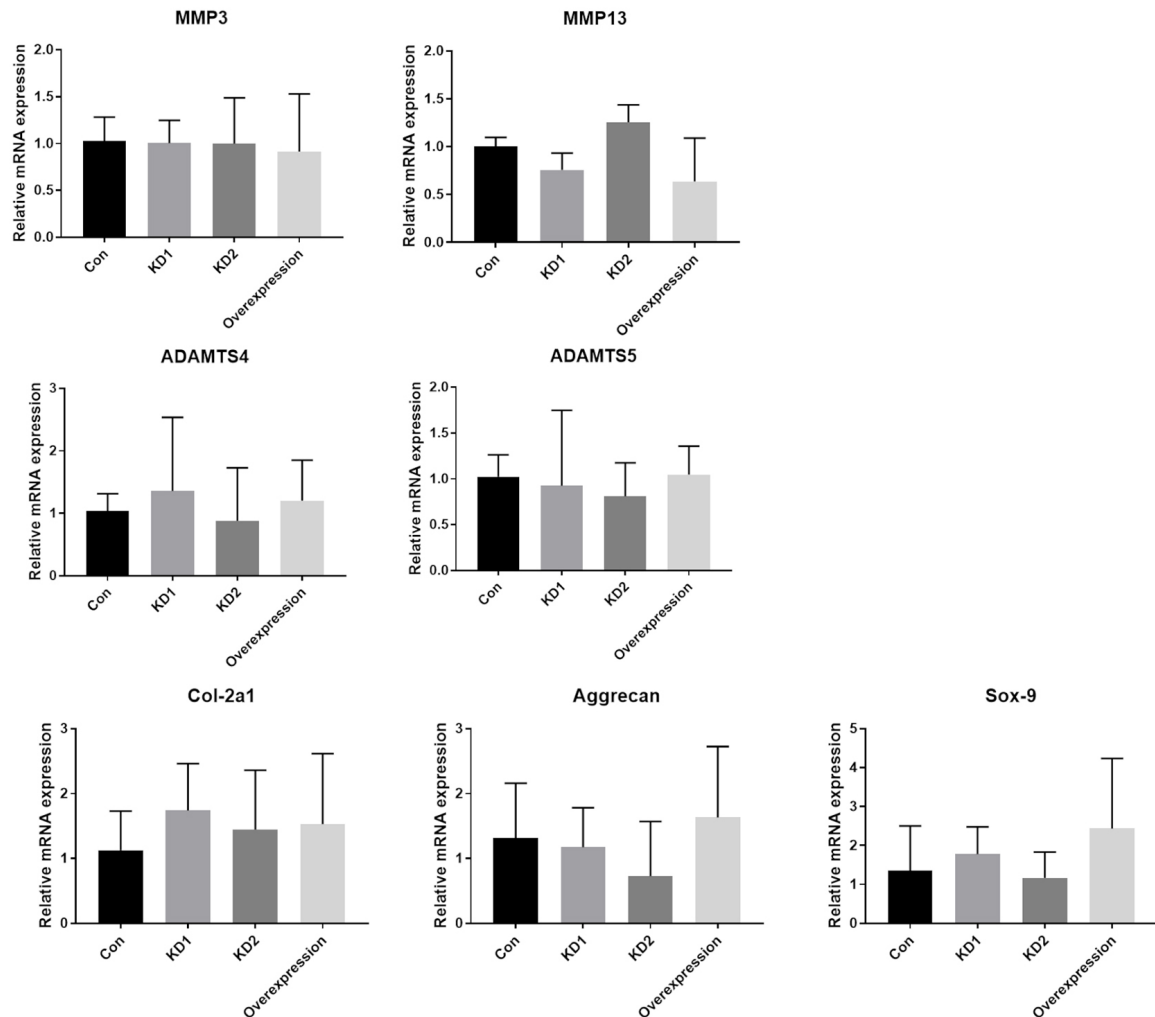 MMP3
Relative mRNA expression
2.0
1.5
1.0
0.5
0.0
Con
KD1
KD2
Overexpression
MMP13
Relative mRNA expression
2.0
1.5
1.0
0.5
0.0
Con
KD1
KD2
Overexpression
ADAMTS4
Relative mRNA expression
3
2
1
0
Con
KD1
KD2
Overexpression
ADAMTS5
Relative mRNA expression
2.0
1.5
1.0
0.5
0.0
Con
KD1
KD2
Overexpression
Col-2a1
Relative mRNA expression
3
2
1
0
Con
KD1
KD2
Overexpression
Aggrecan
Relative mRNA expression
3
2
1
0
Con
KD1
KD2
Overexpression
Sox-9
Relative mRNA expression
5
4
3
2
1
0
Con
KD1
KD2
Overexpression